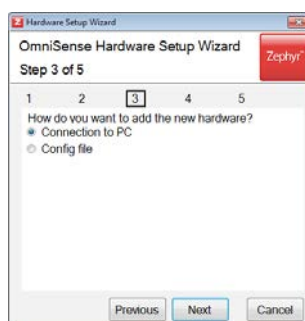 Hardware Setup Wizard
OmniSense Hardware Setup Wizard
Step 3 of 5
Zephyr™
1 2 3 4 5
How do you want to add the new hardware?
Connection to PC
Config file
Previous Next Cancel